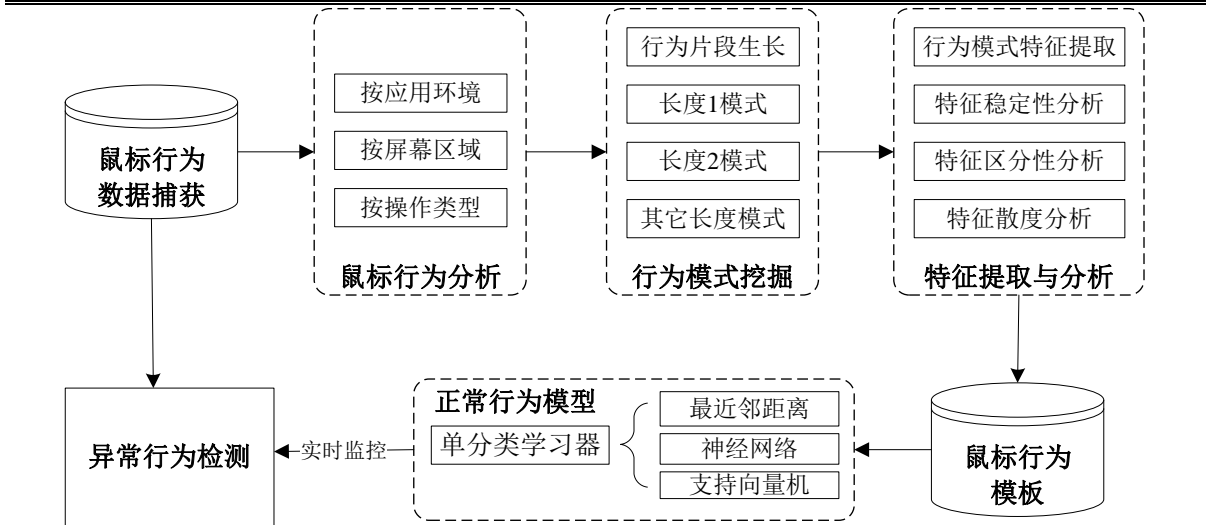 鼠标行为
数据捕获
按应用环境
按屏幕区域
按操作类型
鼠标行为分析
行为片段生长
长度1模式
长度2模式
其它长度模式
行为模式挖掘
行为模式特征提取
特征稳定性分析
特征区分性分析
特征散度分析
特征提取与分析
异常行为检测
实时监控
正常行为模型
单分类学习器
最近邻距离
神经网络
支持向量机
鼠标行为
模板